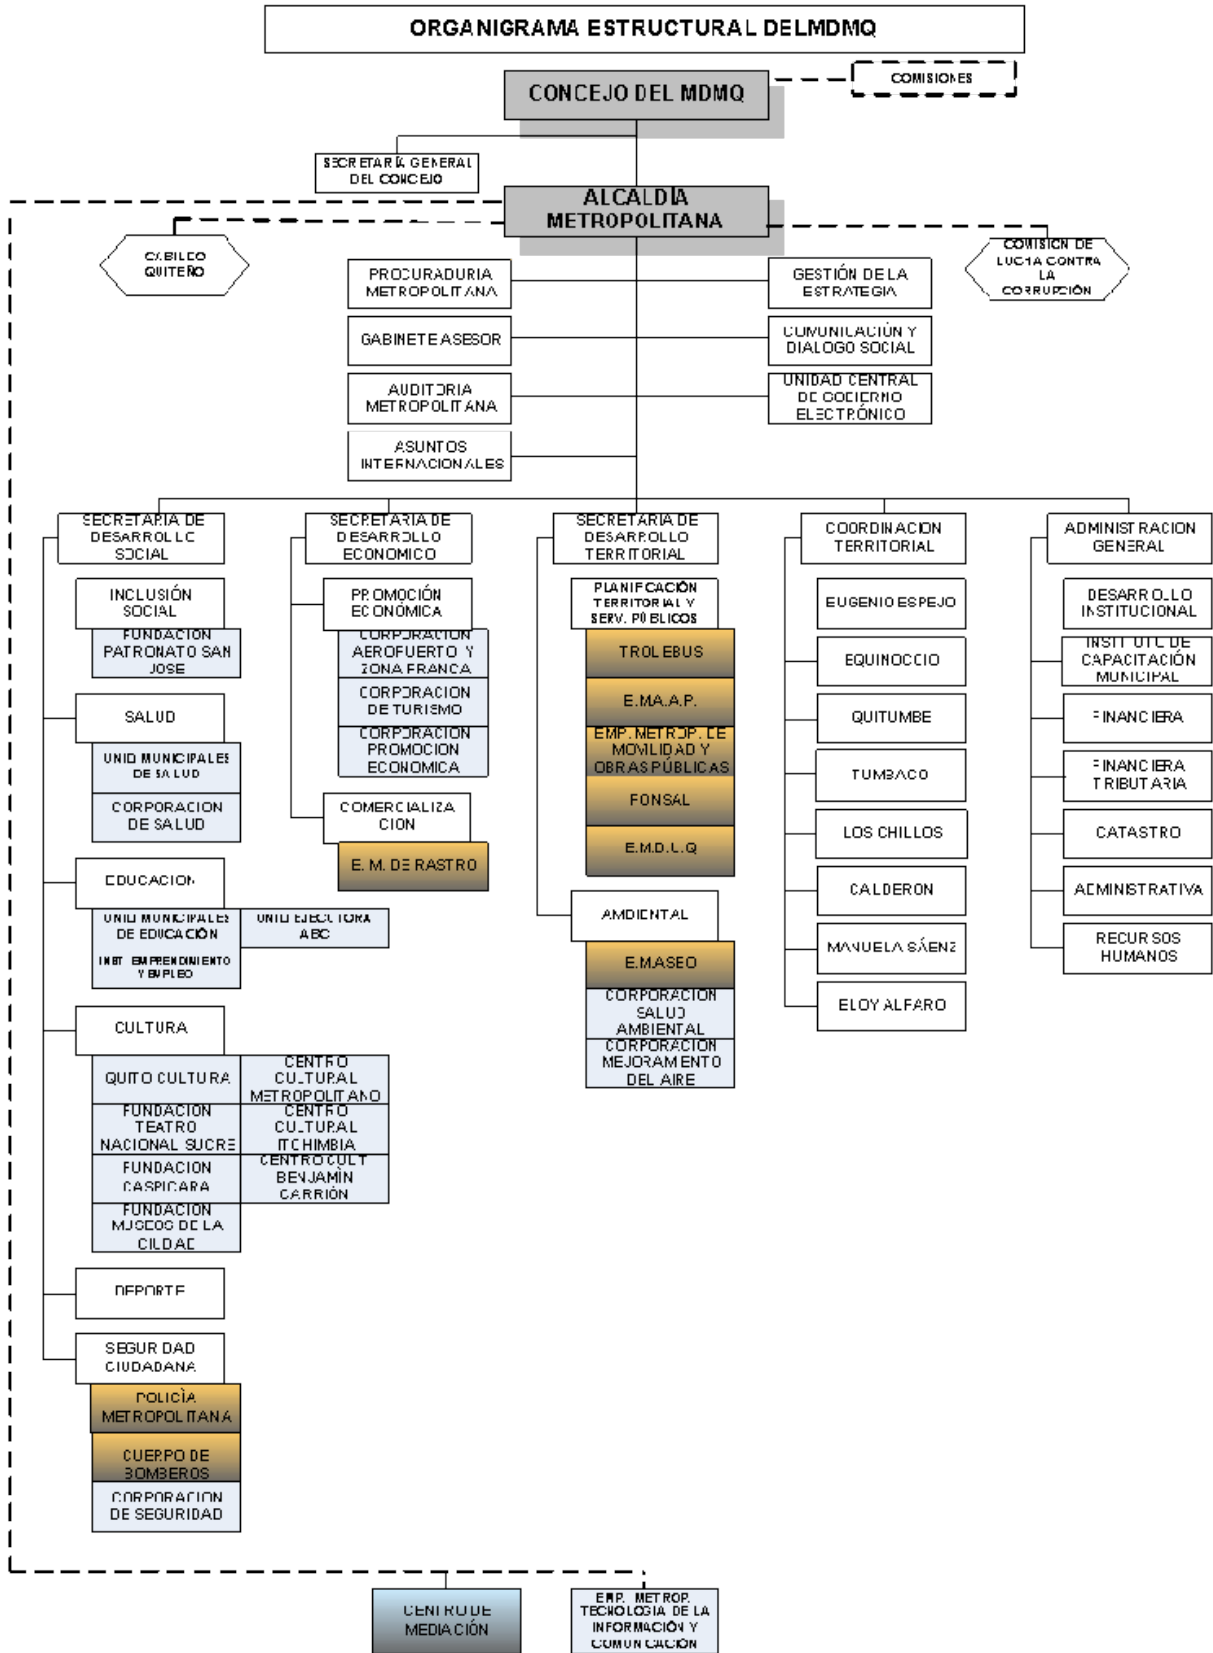 ORGANIGRAMA ESTRUCTURAL DELMDMQ
CONCEJO DEL MDMQ
COMISIONES
SECRETARÍA GENERAL
DEL CONCEJO
ALCALDÍA
METROPOLITANA
CABILDO
QUITEÑO
COMISIÓN DE
LUCHA CONTRA
LA
CORRUPCIÓN
PROCURADURIA
METROPOLITANA
GESTIÓN DE LA
ESTRATEGIA
GABINETE ASESOR
COMUNICACIÓN Y
DIALOGO SOCIAL
AUDITORIA
METROPOLITANA
UNIDAD CENTRAL
DE GOBIERNO
ELECTRÓNICO
ASUNTOS
INTERNACIONALES
SECRETARIA DE
DESARROLLO
SOCIAL
INCLUSIÓN
SOCIAL
FUNDACION
PATRONATO SAN
JOSE
SALUD
UNID MUNICIPALES
DE SALUD
CORPORACION
DE SALUD
EDUCACION
UNID MUNICIPALES
DE EDUCACIÓN
INST EMPRENDIMIENTO
Y EMPLEO
UNID EJECUTORA
ABC
CULTURA
QUITO CULTURA
CENTRO
CULTURAL
METROPOLITANO
FUNDACION
TEATRO
NACIONAL SUCRE
CENTRO
CULTURAL
ITCHIMBIA
FUNDACION
CASPICARA
CENTRO CULT
BENJAMÌN
CARRIÓN
FUNDACION
MUSEOS DE LA
CIUDAD
DEPORTE
SEGURIDAD
CIUDADANA
POLICÌA
METROPOLITANA
CUERPO DE
BOMBEROS
CORPORACION
DE SEGURIDAD
SECRETARIA DE
DESARROLLO
ECONOMICO
PROMOCIÓN
ECONÓMICA
CORPORACION
AEROPUERTO Y
ZONA FRANCA
CORPORACION
DE TURISMO
CORPORACION
PROMOCION
ECONOMICA
COMERCIALIZA
CION
E. M. DE RASTRO
SECRETARIA DE
DESARROLLO
TERRITORIAL
PLANIFICACIÓN
TERRITORIAL Y
SERV. PÚBLICOS
TROLEBUS
E.MA.A.P.
EMP. METROP. DE
MOVILIDAD Y
OBRAS PÚBLICAS
FONSAL
E.M.D.U.Q
AMBIENTAL
E.MASEO
CORPORACION
SALUD
AMBIENTAL
CORPORACION
MEJORAMIENTO
DEL AIRE
COORDINACION
TERRITORIAL
EUGENIO ESPEJO
EQUINOCCIO
QUITUMBE
TUMBACO
LOS CHILLOS
CALDERON
MANUELA SÁENZ
ELOY ALFARO
ADMINISTRACION
GENERAL
DESARROLLO
INSTITUCIONAL
INSTITUTO DE
CAPACITACIÓN
MUNICIPAL
FINANCIERA
FINANCIERA
TRIBUTARIA
CATASTRO
ADMINISTRATIVA
RECURSOS
HUMANOS
CENTRO DE
MEDIACIÓN
EMP. METROP.
TECNOLOGIA DE LA
INFORMACIÓN Y
COMUNICACIÓN